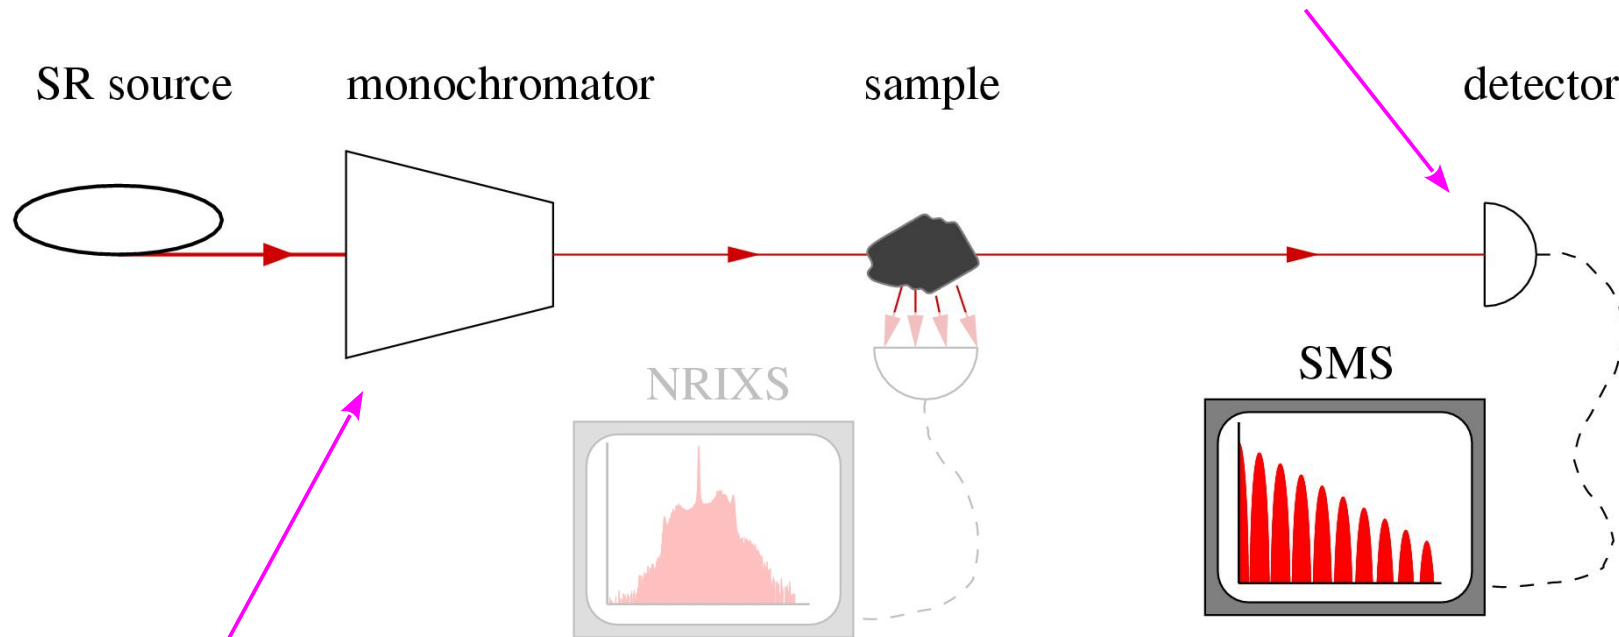 SR source
monochromator
sample
detector
NRIXS
SMS